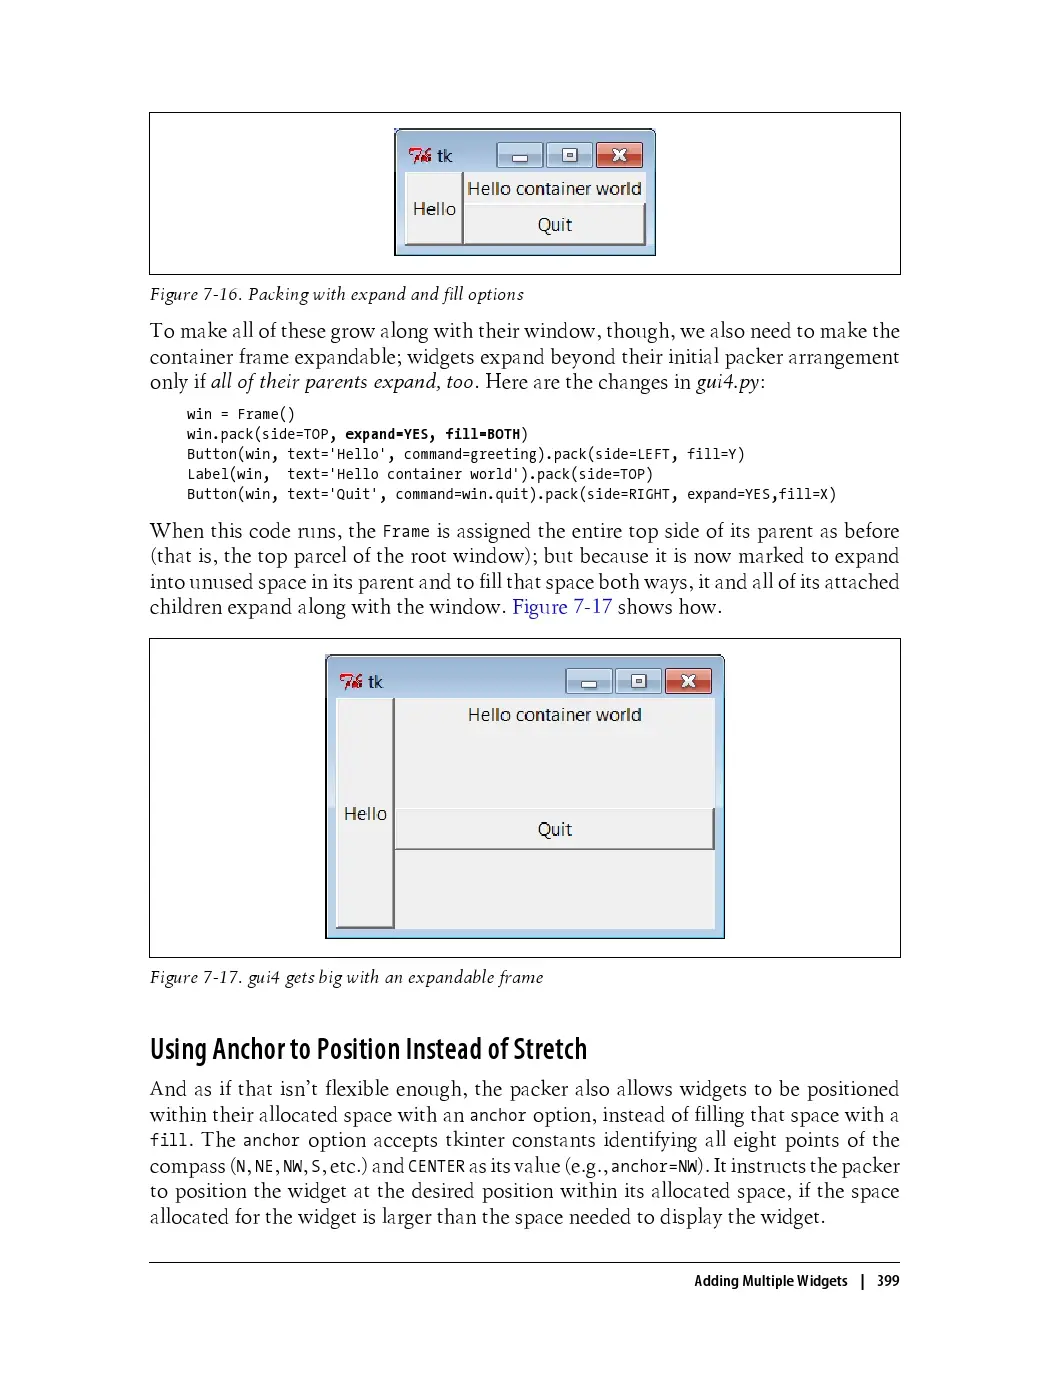 tk
Hello container world
Hello
Quit
Figure 7-16. Packing with expand and fill options
To make all of these grow along with their window, though, we also need to make the
container frame expandable; widgets expand beyond their initial packer arrangement
only if all of their parents expand, too. Here are the changes in gui4.py:
win = Frame()
win.pack(side=TOP, expand=YES, fill=BOTH)
Button(win, text='Hello', command=greeting).pack(side=LEFT, fill=Y)
Label(win,  text='Hello container world').pack(side=TOP)
Button(win, text='Quit', command=win.quit).pack(side=RIGHT, expand=YES,fill=X)
When this code runs, the Frame is assigned the entire top side of its parent as before
(that is, the top parcel of the root window); but because it is now marked to expand
into unused space in its parent and to fill that space both ways, it and all of its attached
children expand along with the window. Figure 7-17 shows how.
tk
Hello container world
Hello
Quit
Figure 7-17. gui4 gets big with an expandable frame
Using Anchor to Position Instead of Stretch
And as if that isn't flexible enough, the packer also allows widgets to be positioned
within their allocated space with an anchor option, instead of filling that space with a
fill. The anchor option accepts tkinter constants identifying all eight points of the
compass (N, NE, NW, S, etc.) and CENTER as its value (e.g., anchor=NW). It instructs the packer
to position the widget at the desired position within its allocated space, if the space
allocated for the widget is larger than the space needed to display the widget.
Adding Multiple Widgets | 399